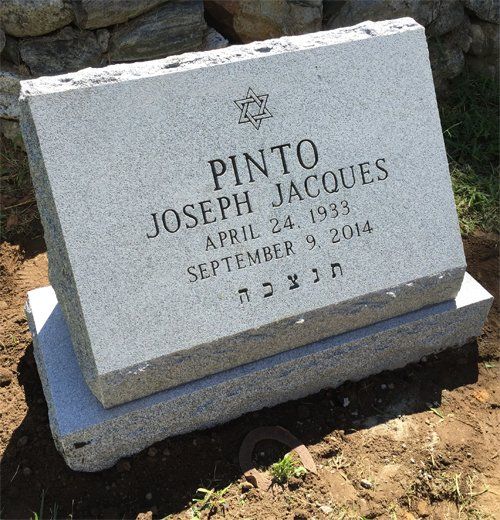 PINTO
JOSEPH JACQUES
APRIL 24, 1933
SEPTEMBER 9, 2014
ת נ צ ב ה